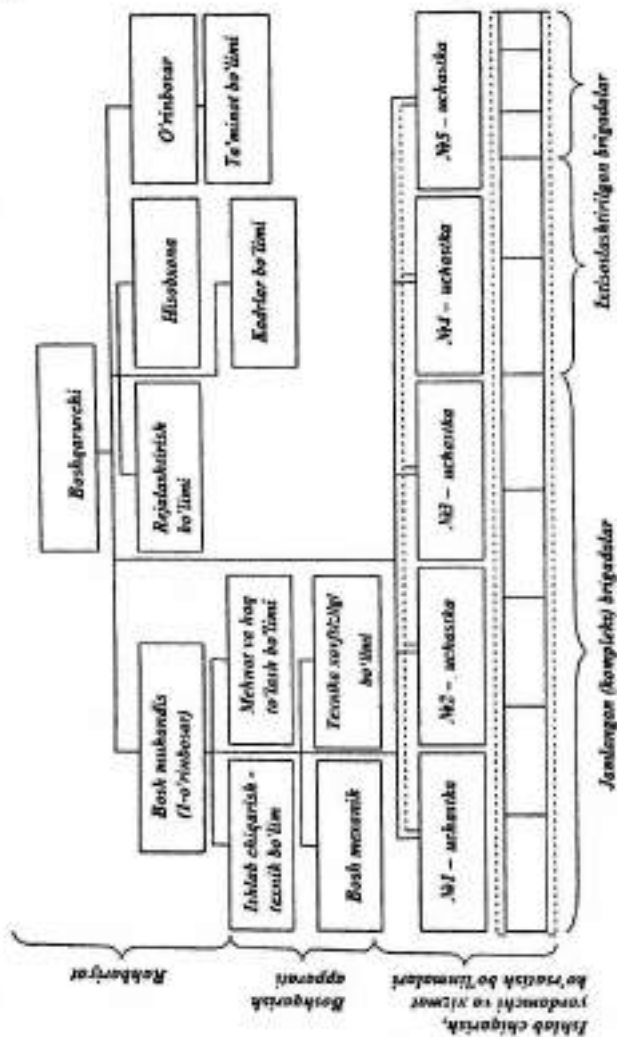 Boshqaruvchi
Bosh muhandis
(1-o'rinbosar)
Rejalashtirish
bo'limi
Hisobxona
O'rinbosar
Ishlab chiqarish -
texnik bo'lim
Mehnat va haq
to'lash bo'limi
Kadrlar bo'limi
Ta'minot bo'limi
Bosh mexanik
Texnika xavfsizligi
bo'limi
№1 – uchastka
№2 – uchastka
№3 – uchastka
№4 – uchastka
№5 – uchastka
Jamlangan (kompleks) brigadalar
Ixtisoslashtirilgan brigadalar
Rahbariyat
Boshqarish
apparati
Ishlab chiqarish,
yordamchi va xizmat
ko'rsatish bo'linmalari